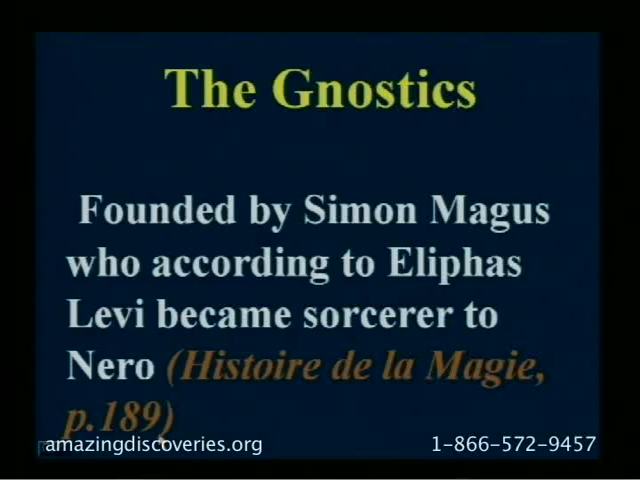 The Gnostics
Founded by Simon Magus
who according to Eliphas
Levi became sorcerer to
Nero (Histoire de la Magie,
p.189)
amazingdiscoveries.org 1-866-572-9457